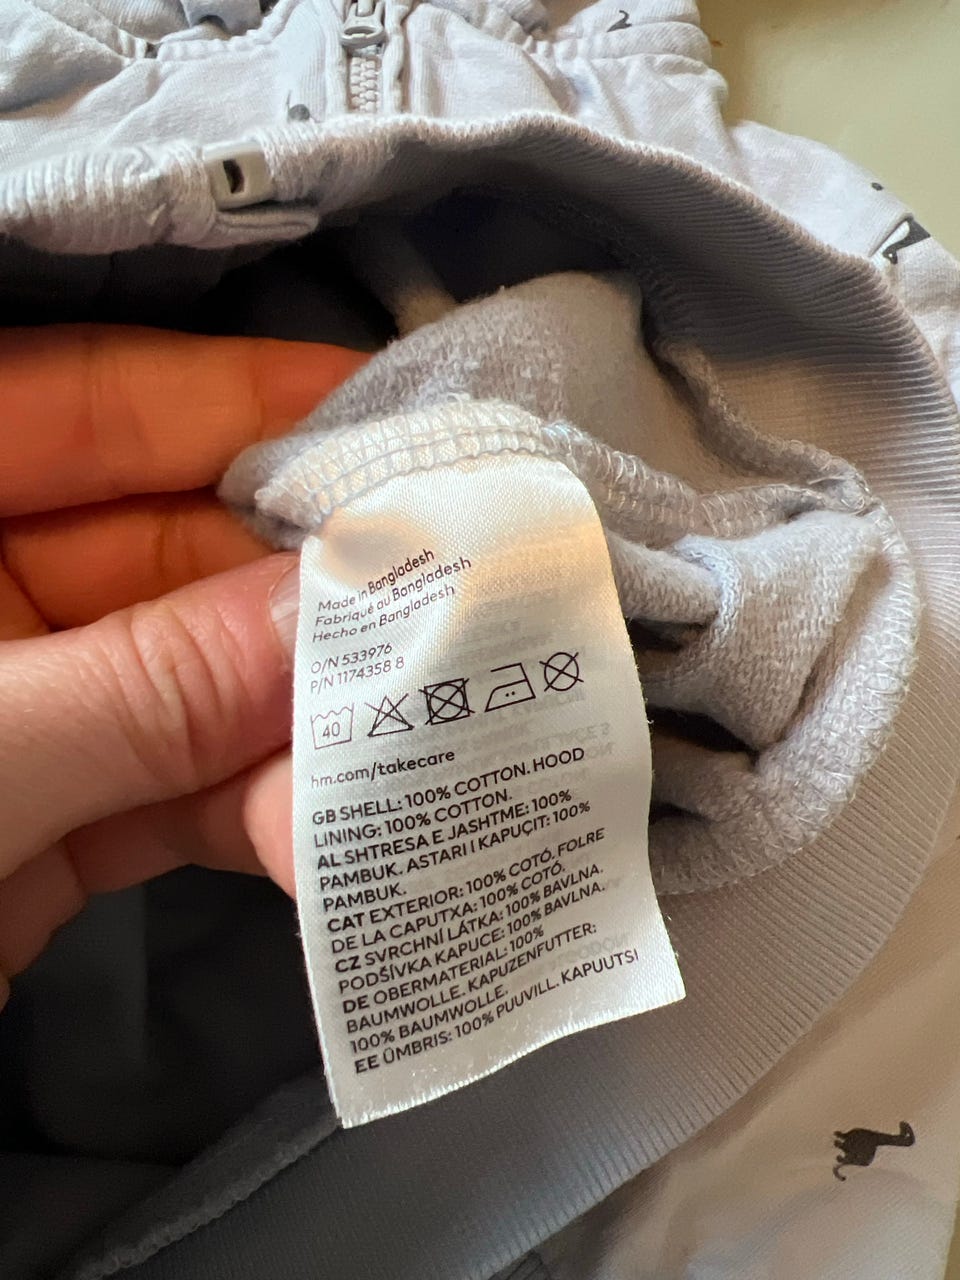 Made in Bangladesh
Fabriqué au Bangladesh
Hecho en Bangladesh
O/N 533976
P/N 1174358 8
40
hm.com/takecare
GB SHELL: 100% COTTON. HOOD
LINING: 100% COTTON.
AL SHTRESA E JASHTME: 100%
PAMBUK. ASTARI I KAPUÇIT: 100%
PAMBUK.
CAT EXTERIOR: 100% COTÓ. FOLRE
DE LA CAPUTXA: 100% COTÓ.
CZ SVRCHNÍ LÁTKA: 100% BAVLNA.
PODŠÍVKA KAPUCE: 100% BAVLNA.
DE OBERMATERIAL: 100%
BAUMWOLLE. KAPUZENFUTTER:
100% BAUMWOLLE.
EE ÜMBRIS: 100% PUUVILL. KAPUUTSI